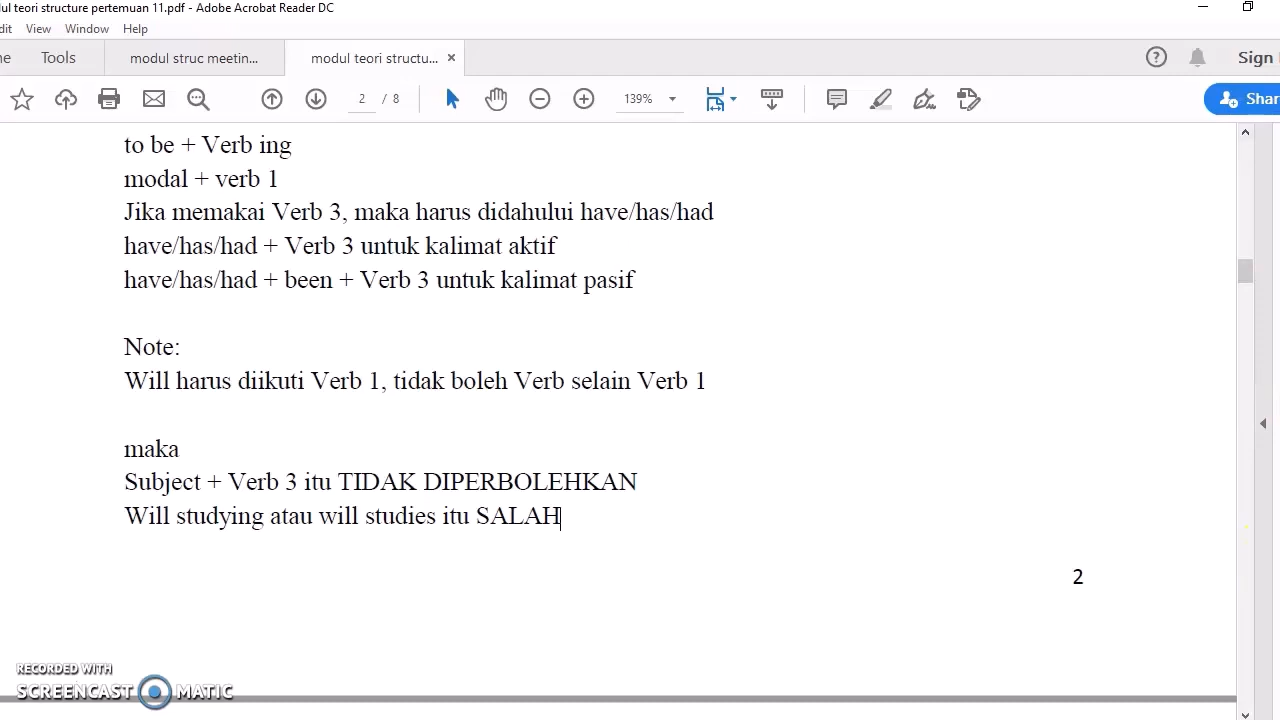 ul teori structure pertemuan 11.pdf - Adobe Acrobat Reader DC
dit View Window Help
ne Tools modul struc meetin... modul teori structu... × ? Sign
2 / 8 139% Shar
to be + Verb ing
modal + verb 1
Jika memakai Verb 3, maka harus didahului have/has/had
have/has/had + Verb 3 untuk kalimat aktif
have/has/had + been + Verb 3 untuk kalimat pasif
Note:
Will harus diikuti Verb 1, tidak boleh Verb selain Verb 1
maka
Subject + Verb 3 itu TIDAK DIPERBOLEHKAN
Will studying atau will studies itu SALAH
2
RECORDED WITH
SCREENCAST MATIC